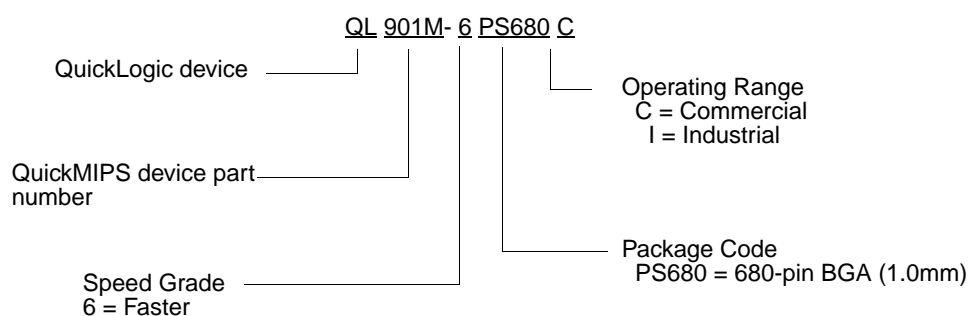 QL 901M- 6 PS680 C
QuickLogic device
Operating Range
C = Commercial
I = Industrial
QuickMIPS device part
number
Package Code
PS680 = 680-pin BGA (1.0mm)
Speed Grade
6 = Faster